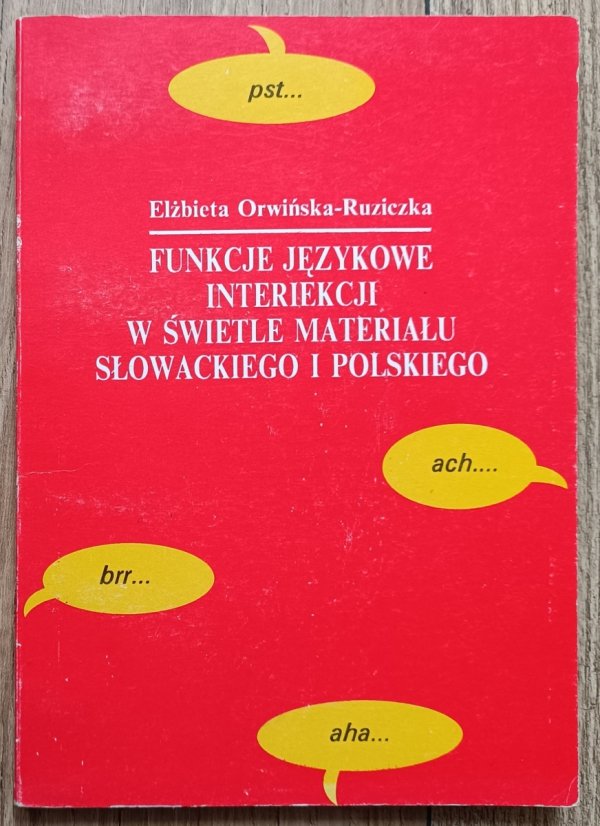 pst...
Elżbieta Orwińska-Ruziczka
FUNKCJE JĘZYKOWE
INTERIEKCJI
W ŚWIETLE MATERIAŁU
SŁOWACKIEGO I POLSKIEGO
ach....
brr...
aha...